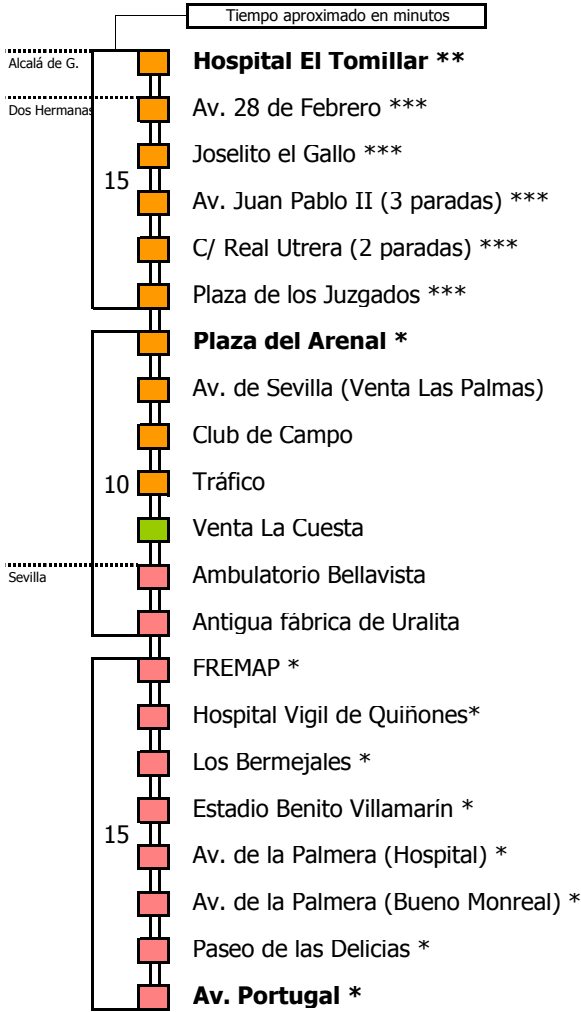 Tiempo aproximado en minutos
Alcalá de G.
Hospital El Tomillar **
Dos Hermanas
Av. 28 de Febrero ***
Joselito el Gallo ***
15
Av. Juan Pablo II (3 paradas) ***
C/ Real Utrera (2 paradas) ***
Plaza de los Juzgados ***
Plaza del Arenal *
Av. de Sevilla (Venta Las Palmas)
Club de Campo
10
Tráfico
Venta La Cuesta
Sevilla
Ambulatorio Bellavista
Antigua fábrica de Uralita
FREMAP *
Hospital Vigil de Quiñones*
Los Bermejales *
Estadio Benito Villamarín *
15
Av. de la Palmera (Hospital) *
Av. de la Palmera (Bueno Monreal) *
Paseo de las Delicias *
Av. Portugal *